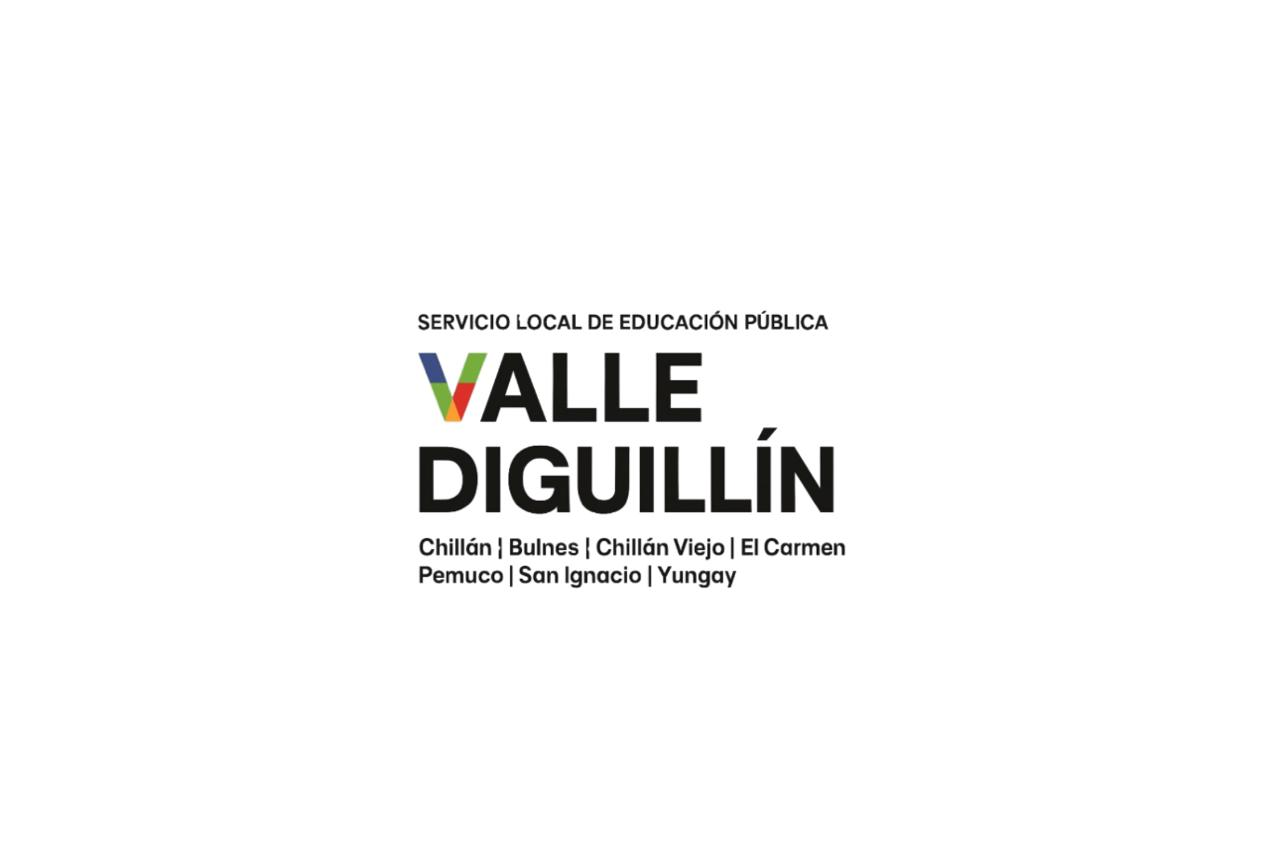 SERVICIO LOCAL DE EDUCACIÓN PÚBLICA
VALLE
DIGUILLÍN
Chillán | Bulnes | Chillán Viejo | El Carmen
Pemuco | San Ignacio | Yungay